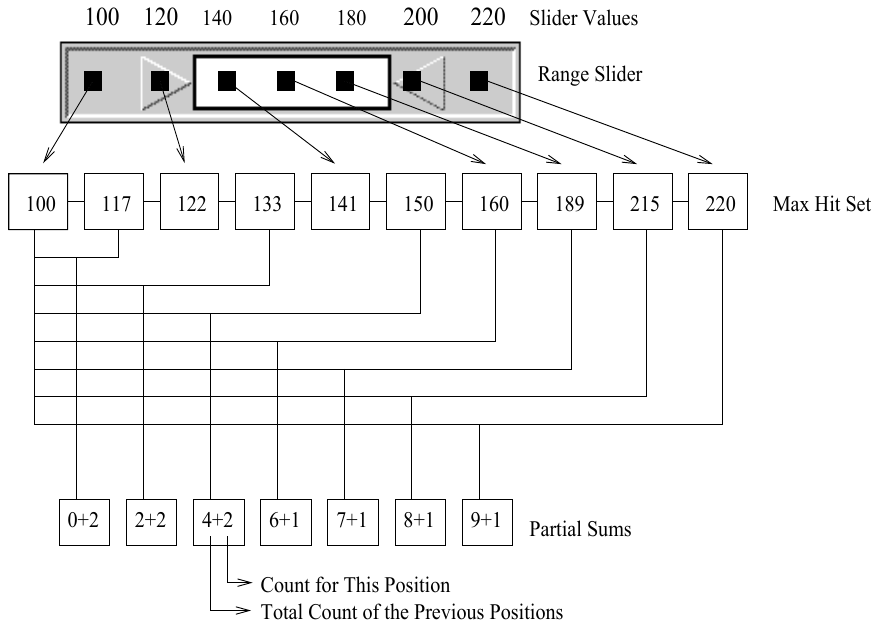 100 120 140 160 180 200 220 Slider Values
Range Slider
100 117 122 133 141 150 160 189 215 220 Max Hit Set
0+2 2+2 4+2 6+1 7+1 8+1 9+1 Partial Sums
Count for This Position
Total Count of the Previous Positions